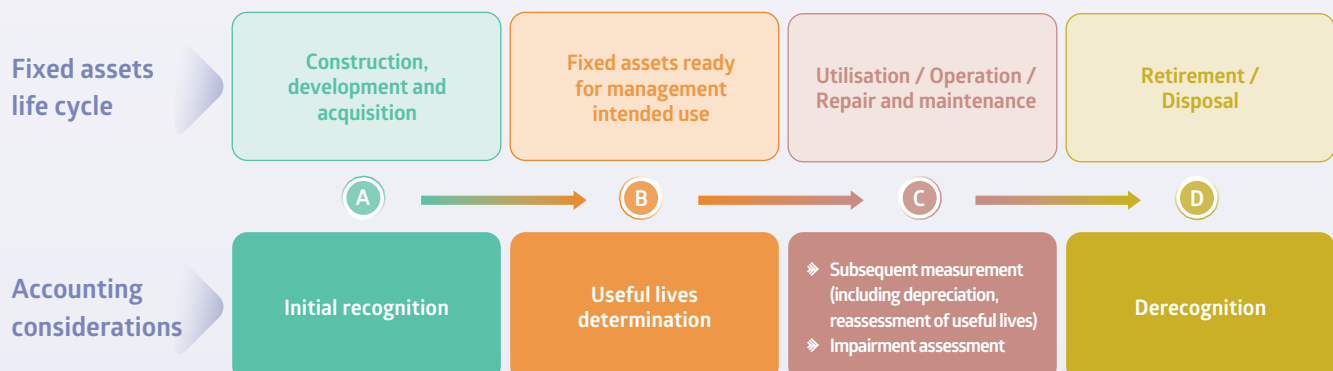 Fixed assets
life cycle
Construction,
development and
acquisition
Fixed assets ready
for management
intended use
Utilisation / Operation /
Repair and maintenance
Retirement /
Disposal
A
B
C
D
Accounting
considerations
Initial recognition
Useful lives
determination
Subsequent measurement
(including depreciation,
reassessment of useful lives)
Impairment assessment
Derecognition